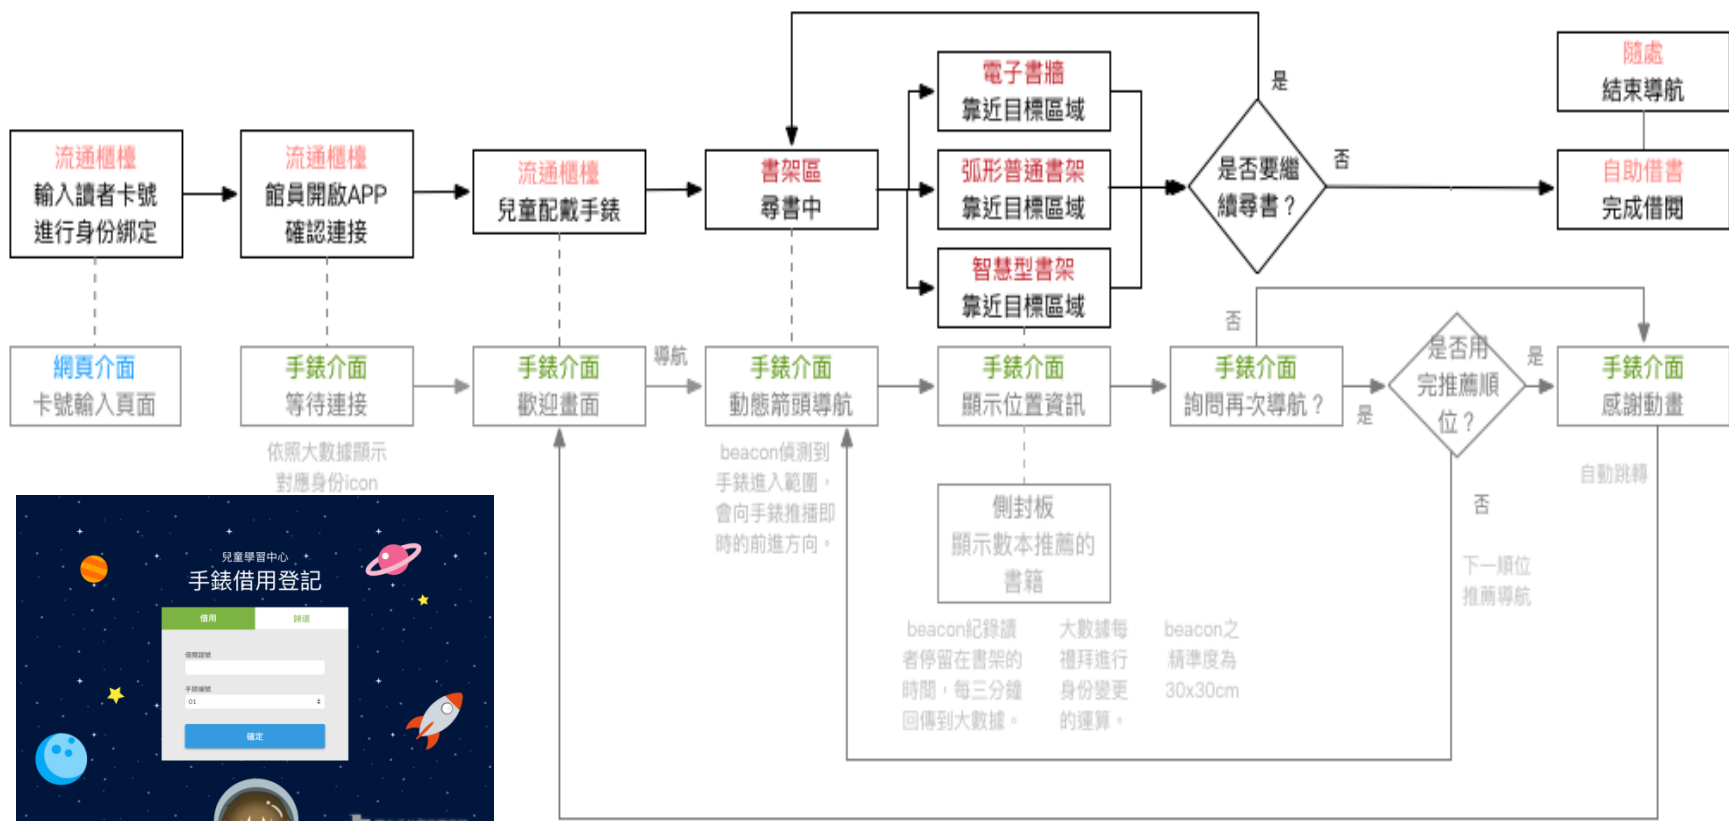 流通櫃檯
輸入讀者卡號
進行身份綁定
流通櫃檯
館員開啟APP
確認連接
流通櫃檯
兒童配戴手錶
書架區
尋書中
電子書牆
靠近目標區域
弧形普通書架
靠近目標區域
智慧型書架
靠近目標區域
是
是否要繼
續尋書？
否
隨處
結束導航
自助借書
完成借閱
網頁介面
卡號輸入頁面
手錶介面
等待連接
依照大數據顯示
對應身份icon
手錶介面
歡迎畫面
導航
手錶介面
動態箭頭導航
beacon偵測到
手錶進入範圍，
會向手錶推播即
時的前進方向。
手錶介面
顯示位置資訊
側封板
顯示數本推薦的
書籍
beacon紀錄讀
者停留在書架的
時間，每三分鐘
回傳到大數據。
大數據每
禮拜進行
身份變更
的運算。
beacon之
精準度為
30x30cm
手錶介面
詢問再次導航？
否
是
是否用
完推薦順
位？
是
否
下一順位
推薦導航
手錶介面
感謝動畫
自動跳轉
兒童學習中心
手錶借用登記
借用
歸還
借閱證號
手錶編號
01
確定